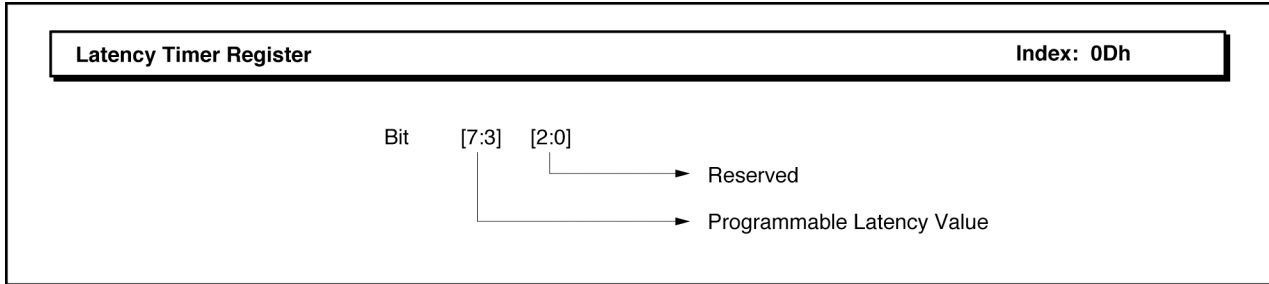 Latency Timer Register Index: 0Dh
Bit [7:3] [2:0]
Reserved
Programmable Latency Value